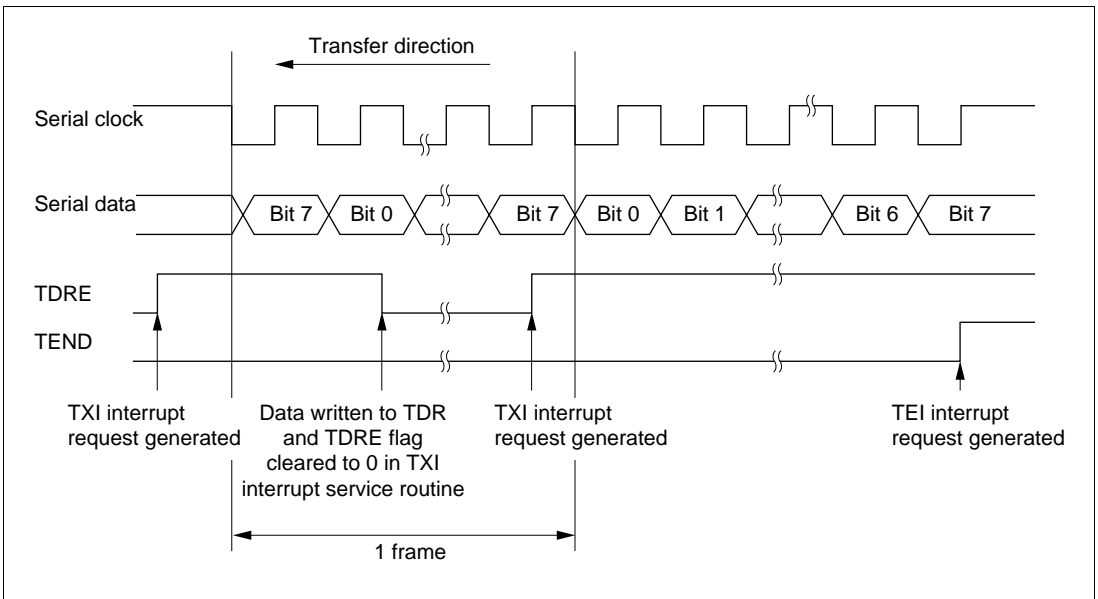 Transfer direction
Serial clock
Serial data
Bit 7
Bit 0
Bit 7
Bit 0
Bit 1
Bit 6
Bit 7
TDRE
TEND
TXI interrupt
request generated
Data written to TDR
and TDRE flag
cleared to 0 in TXI
interrupt service routine
TXI interrupt
request generated
TEI interrupt
request generated
1 frame